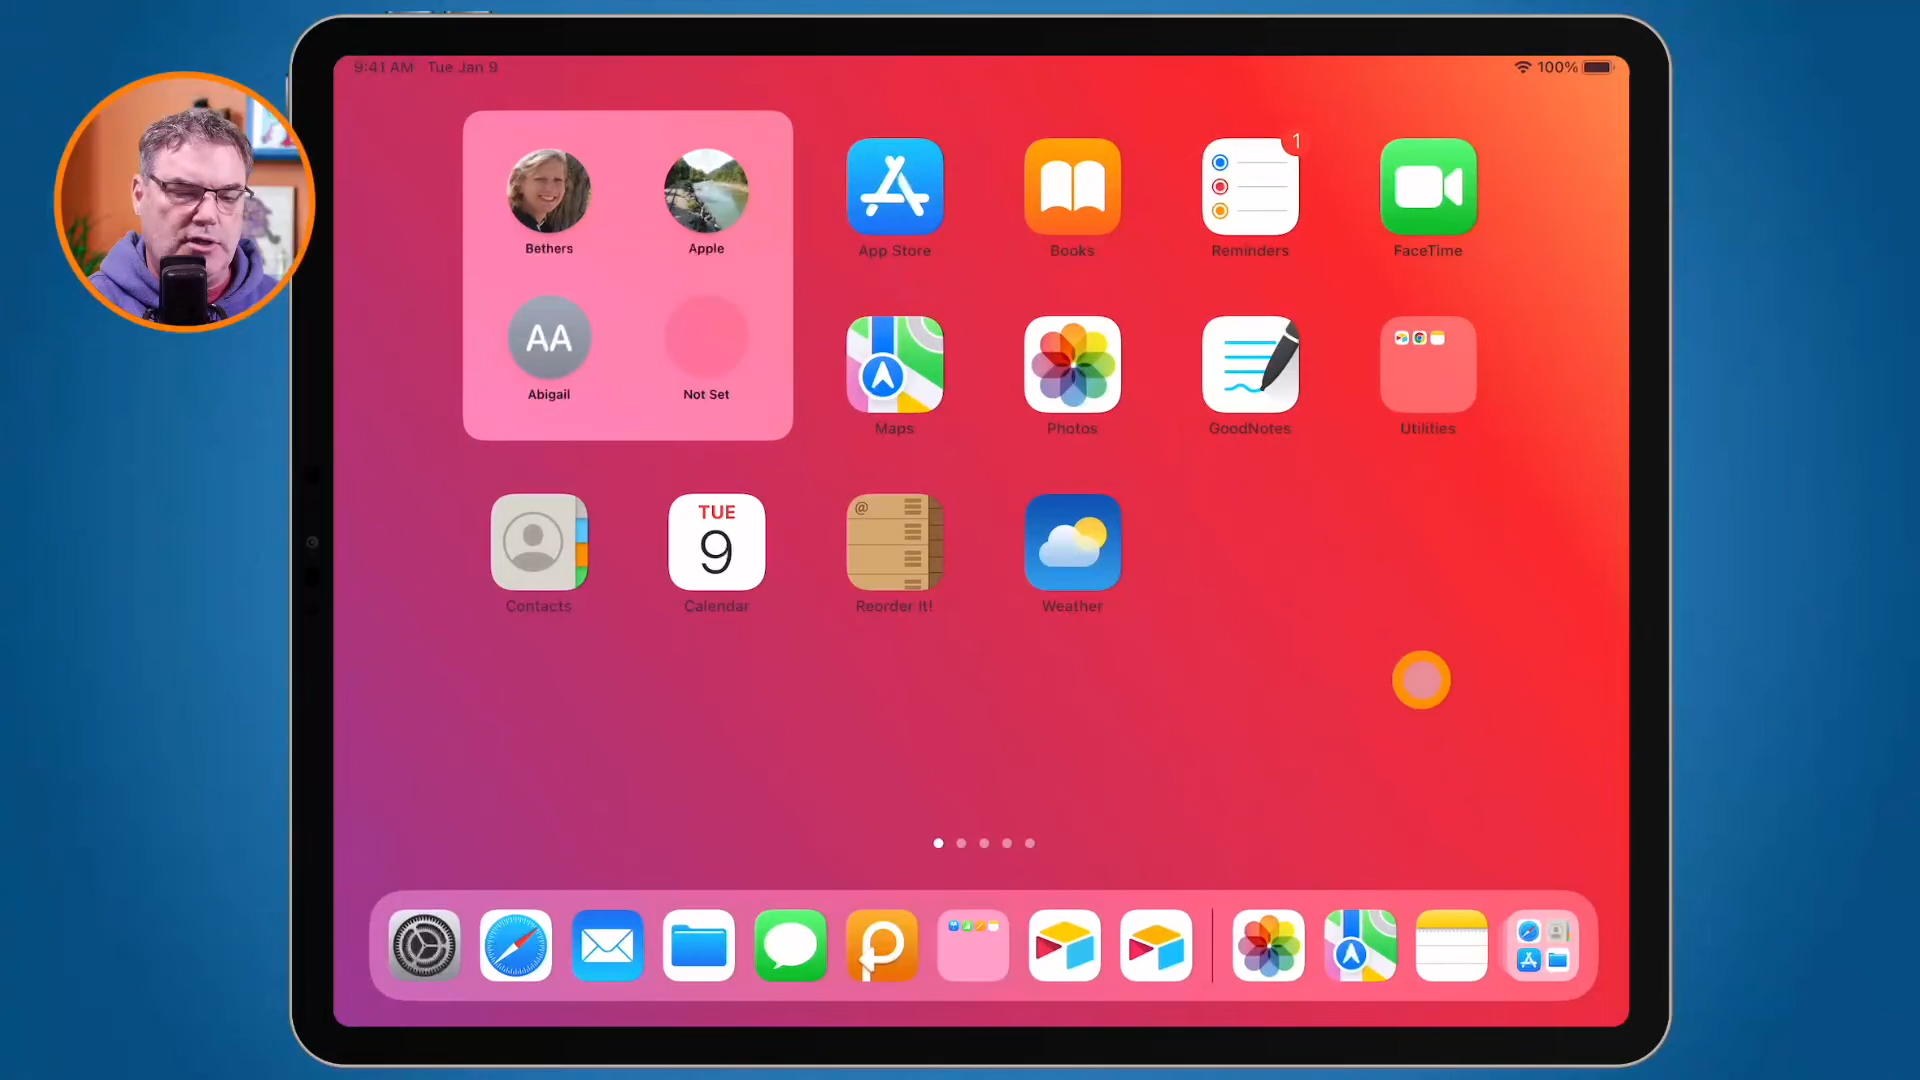 9:41 AM Tue Jan 9
100%
Bethers
Apple
AA
Abigail
Not Set
App Store
Books
1
Reminders
FaceTime
Maps
Photos
GoodNotes
Utilities
Contacts
TUE
9
Calendar
@
Reorder It!
Weather